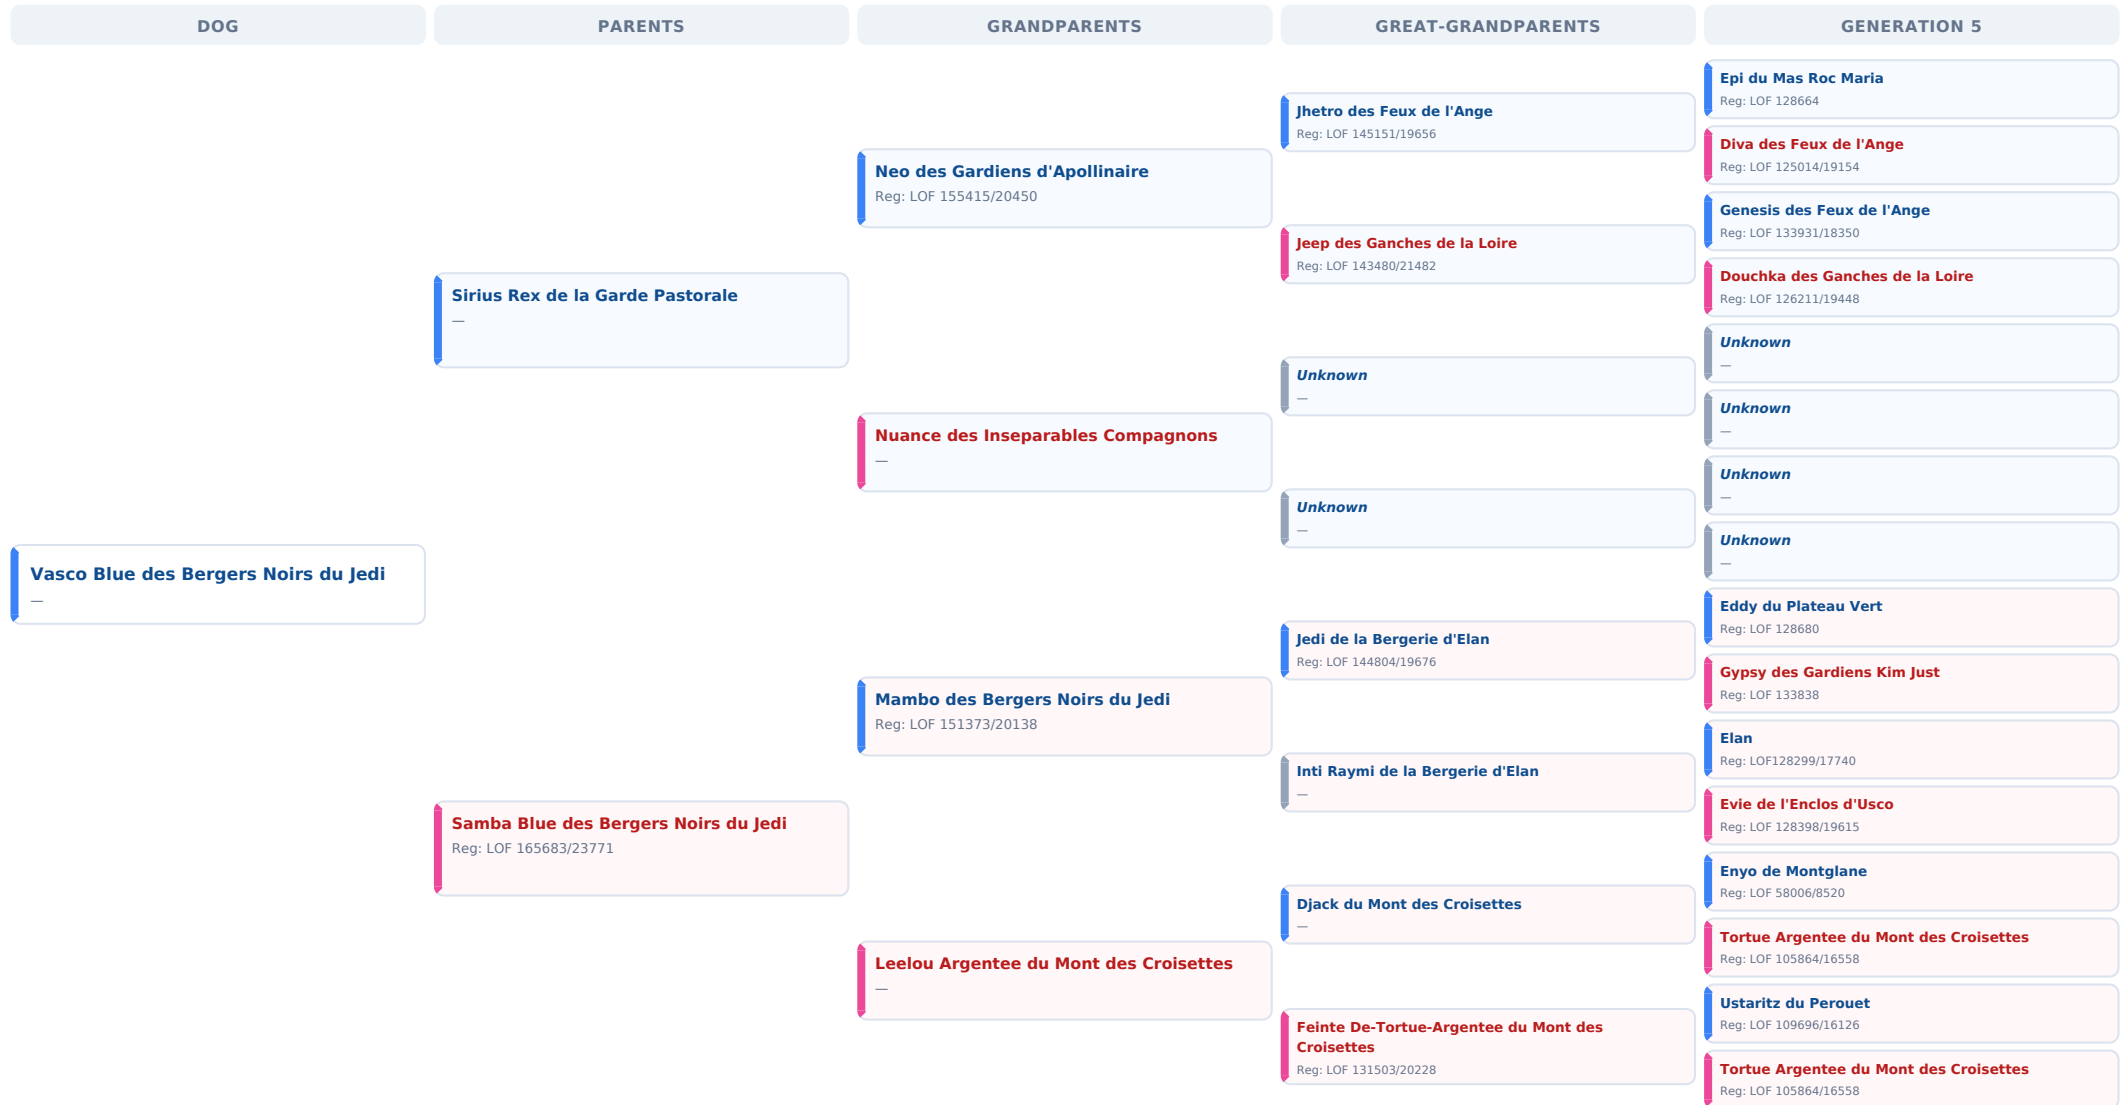 DOG
PARENTS
GRANDPARENTS
GREAT-GRANDPARENTS
GENERATION 5
Vasco Blue des Bergers Noirs du Jedi
—
Sirius Rex de la Garde Pastorale
—
Samba Blue des Bergers Noirs du Jedi
Reg: LOF 165683/23771
Neo des Gardiens d'Apollinaire
Reg: LOF 155415/20450
Nuance des Inseparables Compagnons
—
Mambo des Bergers Noirs du Jedi
Reg: LOF 151373/20138
Leelou Argentee du Mont des Croisettes
—
Jhetro des Feux de l'Ange
Reg: LOF 145151/19656
Jeep des Ganches de la Loire
Reg: LOF 143480/21482
Unknown
—
Unknown
—
Jedi de la Bergerie d'Elan
Reg: LOF 144804/19676
Inti Raymi de la Bergerie d'Elan
—
Djack du Mont des Croisettes
—
Feinte De-Tortue-Argentee du Mont des
Croisettes
Reg: LOF 131503/20228
Epi du Mas Roc Maria
Reg: LOF 128664
Diva des Feux de l'Ange
Reg: LOF 125014/19154
Genesis des Feux de l'Ange
Reg: LOF 133931/18350
Douchka des Ganches de la Loire
Reg: LOF 126211/19448
Unknown
—
Unknown
—
Unknown
—
Unknown
—
Eddy du Plateau Vert
Reg: LOF 128680
Gypsy des Gardiens Kim Just
Reg: LOF 133838
Elan
Reg: LOF128299/17740
Evie de l'Enclos d'Usco
Reg: LOF 128398/19615
Enyo de Montglane
Reg: LOF 58006/8520
Tortue Argentee du Mont des Croisettes
Reg: LOF 105864/16558
Ustaritz du Perouet
Reg: LOF 109696/16126
Tortue Argentee du Mont des Croisettes
Reg: LOF 105864/16558